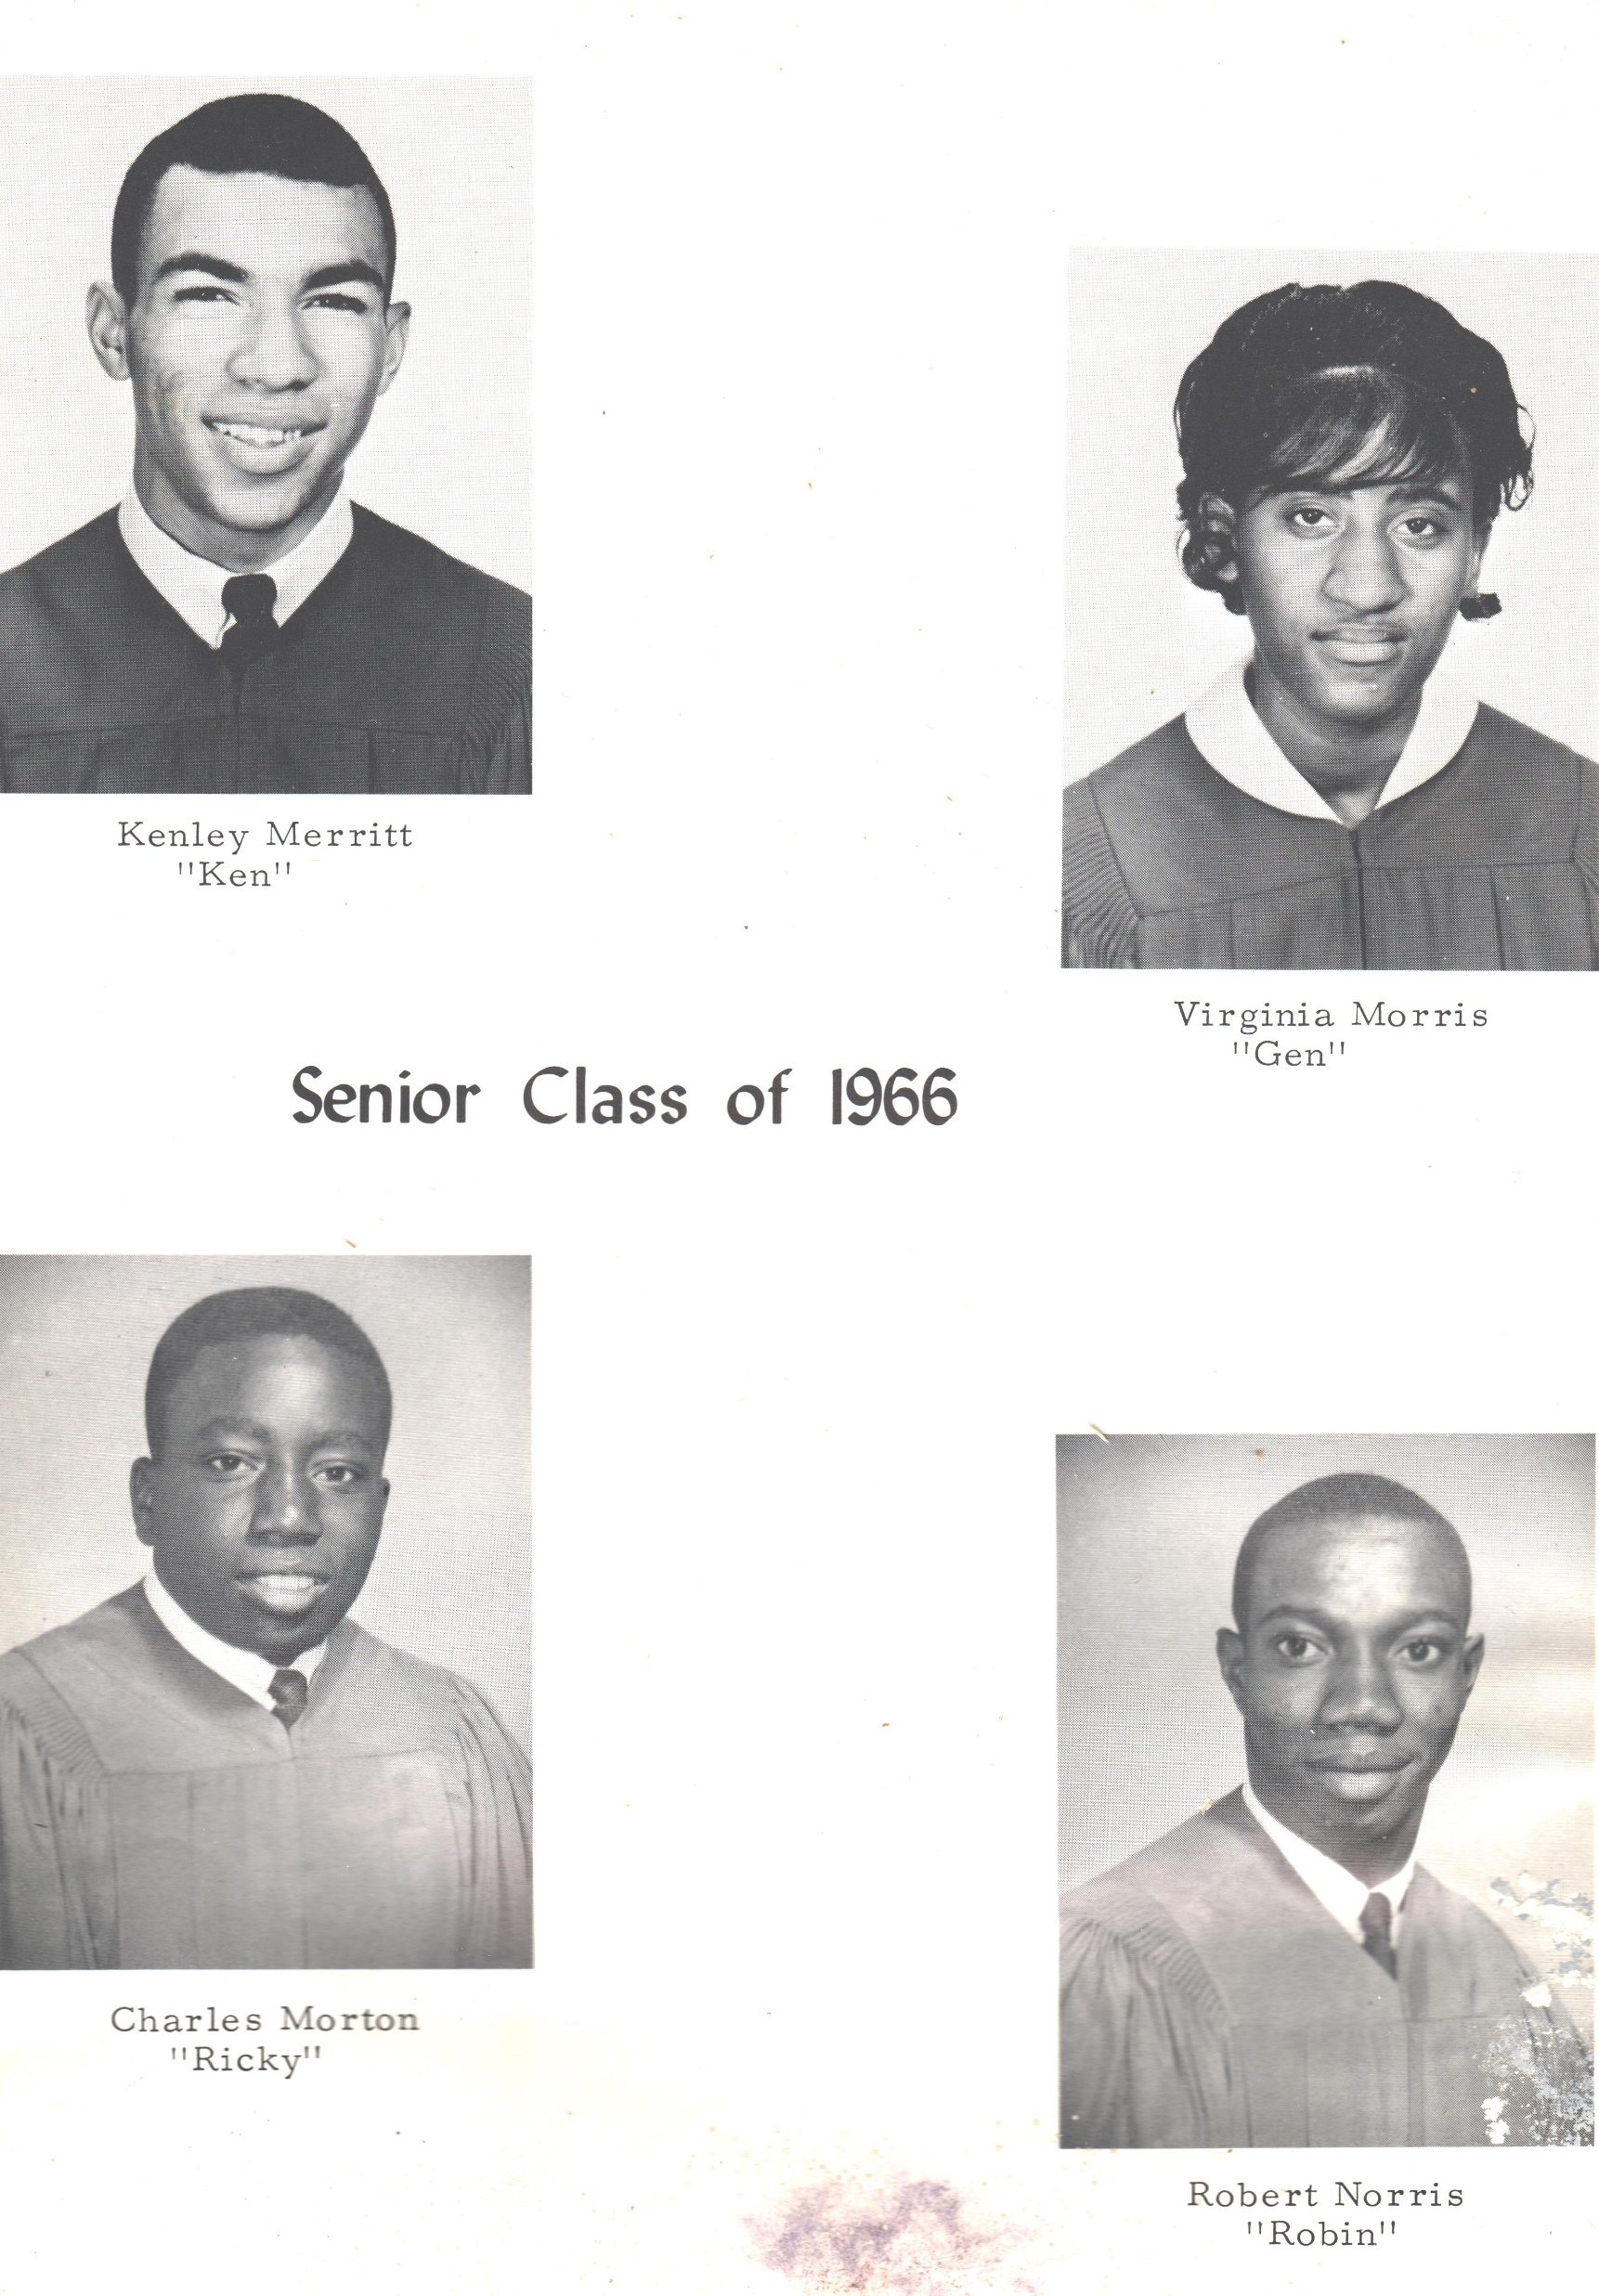 Kenley Merritt
"Ken"
Virginia Morris
"Gen"
Senior Class of 1966
Charles Morton
"Ricky"
Robert Norris
"Robin"